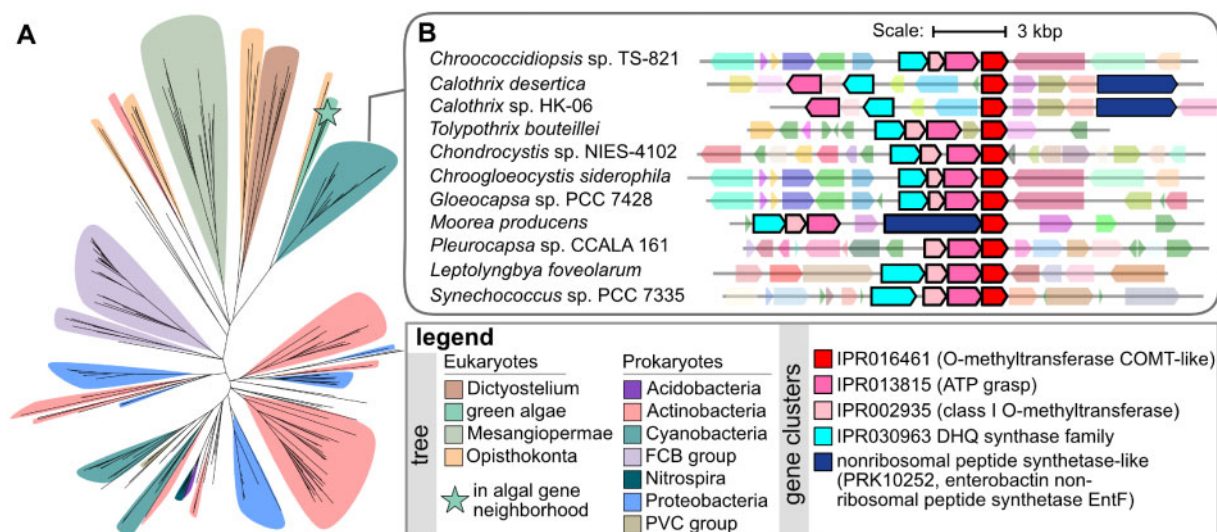 A
B
Scale: 3 kbp
Chroococcidiopsis sp. TS-821
Calothrix desertica
Calothrix sp. HK-06
Tolypothrix bouteillei
Chondrocystis sp. NIES-4102
Chroogloeocystis siderophila
Gloeocapsa sp. PCC 7428
Moorea producens
Pleurocapsa sp. CCALA 161
Leptolyngbya foveolarum
Synechococcus sp. PCC 7335
legend
tree
Eukaryotes
Dictyostelium
green algae
Mesangiopermae
Opisthokonta
in algal gene
neighborhood
Prokaryotes
Acidobacteria
Actinobacteria
Cyanobacteria
FCB group
Nitrospira
Proteobacteria
PVC group
gene clusters
IPR016461 (O-methyltransferase COMT-like)
IPR013815 (ATP grasp)
IPR002935 (class I O-methyltransferase)
IPR030963 DHQ synthase family
nonribosomal peptide synthetase-like
(PRK10252, enterobactin non-
ribosomal peptide synthetase EntF)